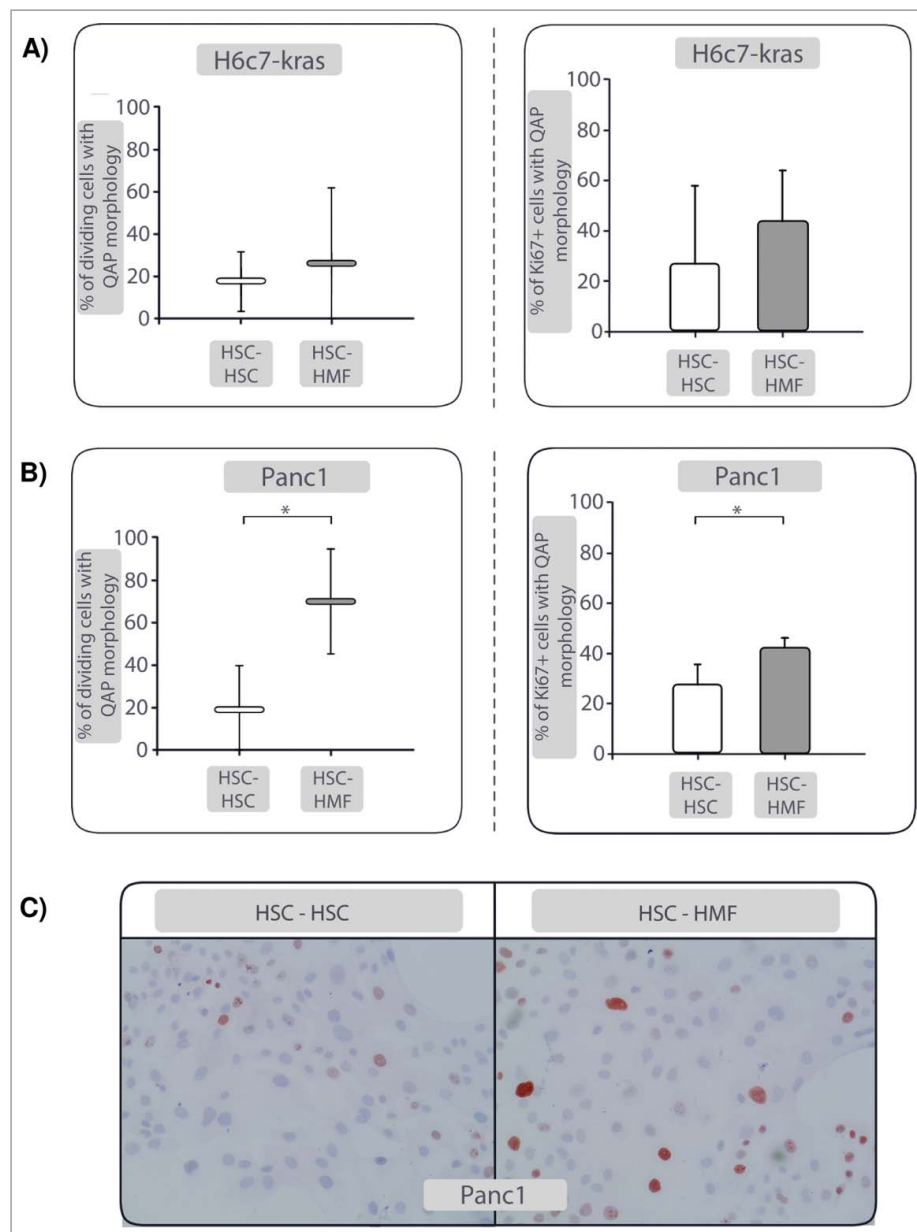 A)
H6c7-kras
% of dividing cells with
QAP morphology
100
80
60
40
20
0
HSC-
HSC
HSC-
HMF
H6c7-kras
% of Ki67+ cells with QAP
morphology
100
80
60
40
20
0
HSC-
HSC
HSC-
HMF
B)
Panc1
*
% of dividing cells with
QAP morphology
100
80
60
40
20
0
HSC-
HSC
HSC-
HMF
Panc1
*
% of Ki67+ cells with QAP
morphology
100
80
60
40
20
0
HSC-
HSC
HSC-
HMF
C)
HSC - HSC
HSC - HMF
Panc1